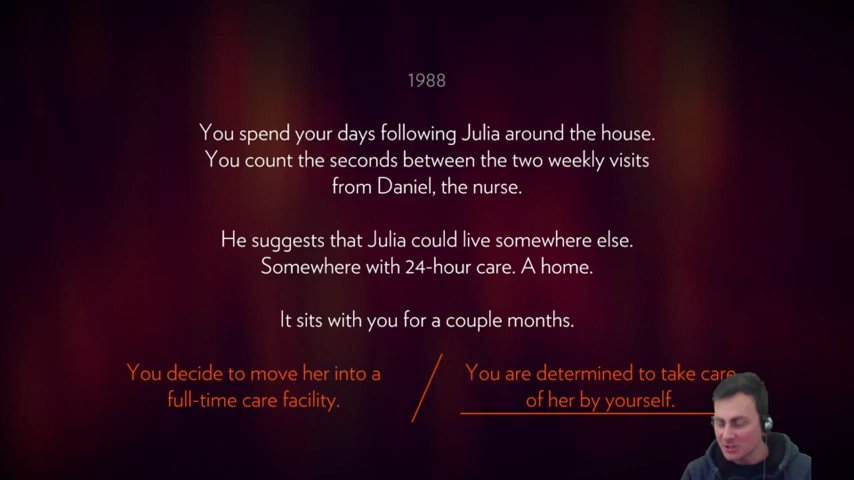 1988
You spend your days following Julia around the house.
You count the seconds between the two weekly visits
from Daniel, the nurse.
He suggests that Julia could live somewhere else.
Somewhere with 24-hour care. A home.
It sits with you for a couple months.
You decide to move her into a
full-time care facility.
You are determined to take care
of her by yourself.